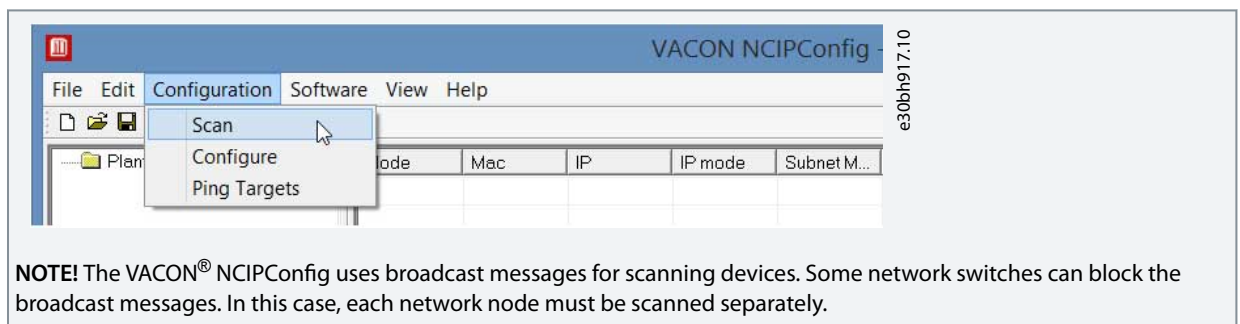 VACON NCIPConfig -
File Edit Configuration Software View Help
Scan
Configure
Ping Targets
Plan
Mac IP IP mode Subnet M...
e30bh917.10
NOTE! The VACON® NCIPConfig uses broadcast messages for scanning devices. Some network switches can block the
broadcast messages. In this case, each network node must be scanned separately.